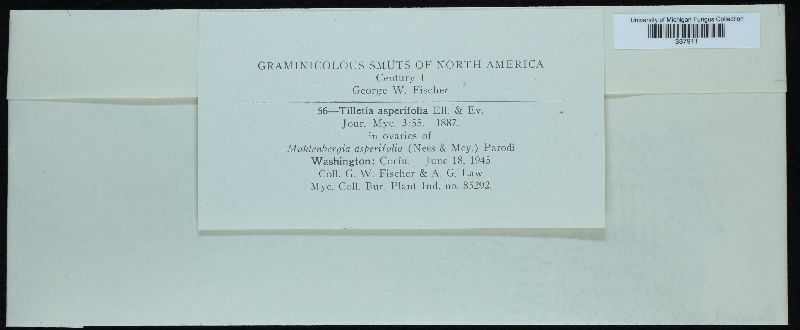 University of Michigan Fungus Collection
337911
GRAMINICOLOUS SMUTS OF NORTH AMERICA
Century I
George W. Fischer
56—Tilletia asperifolia Ell. & Ev.
Jour. Myc. 3:55. 1887.
in ovaries of
Muhlenbergia asperifolia (Nees & Mey.) Parodi
Washington: June 18, 1945
Coll. G. W. Fischer & A. G. Law
Myc. Coll. Bur. Plant Ind. no. 85292.